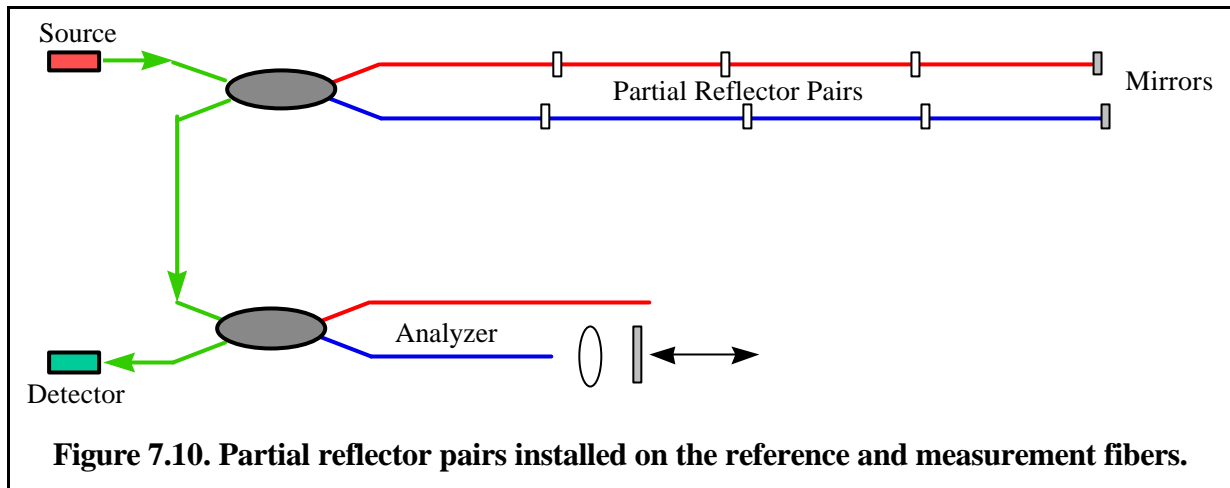 Source
Partial Reflector Pairs
Mirrors
Analyzer
Detector
Figure 7.10. Partial reflector pairs installed on the reference and measurement fibers.